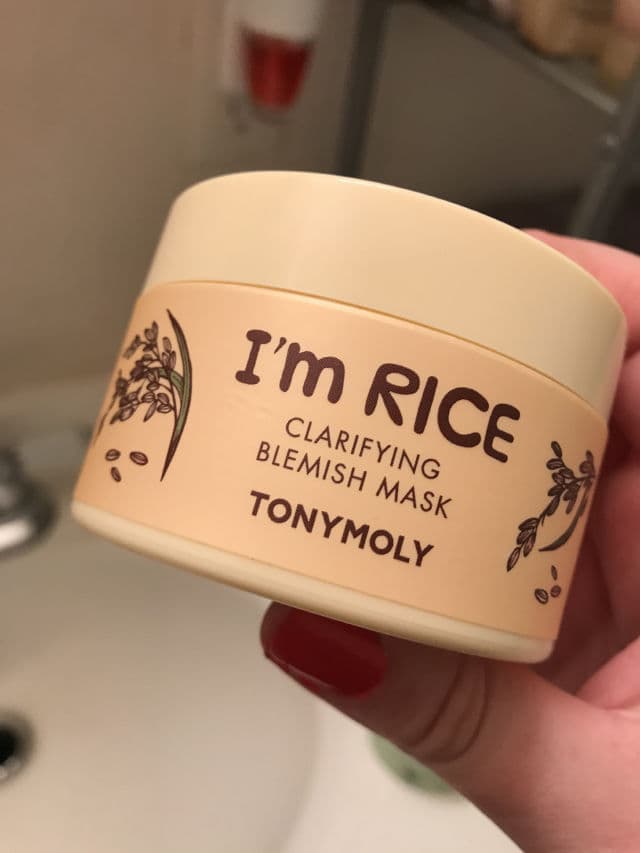 I'm RICE
CLARIFYING
BLEMISH MASK
TONYMOLY